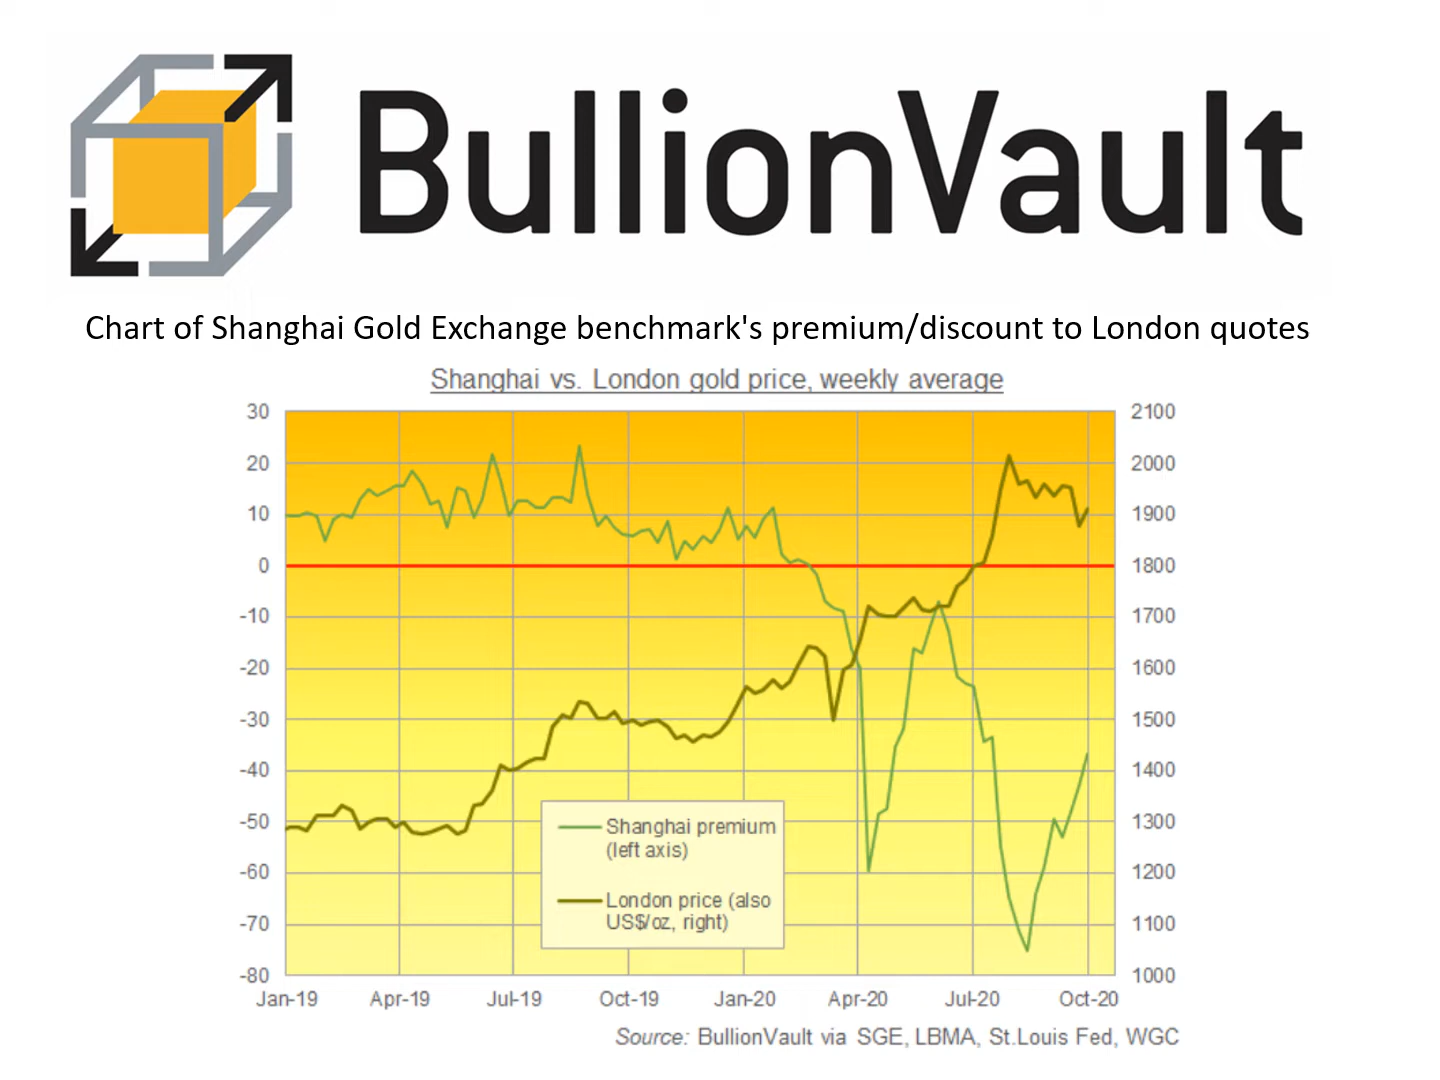 BullionVault
Chart of Shanghai Gold Exchange benchmark's premium/discount to London quotes
Shanghai vs. London gold price, weekly average
30 2100
20 2000
10 1900
0 1800
-10 1700
-20 1600
-30 1500
-40 1400
-50 1300
-60 1200
-70 1100
-80 1000
Shanghai premium
(left axis)
London price (also
US$/oz, right)
Jan-19 Apr-19 Jul-19 Oct-19 Jan-20 Apr-20 Jul-20 Oct-20
Source: BullionVault via SGE, LBMA, St.Louis Fed, WGC